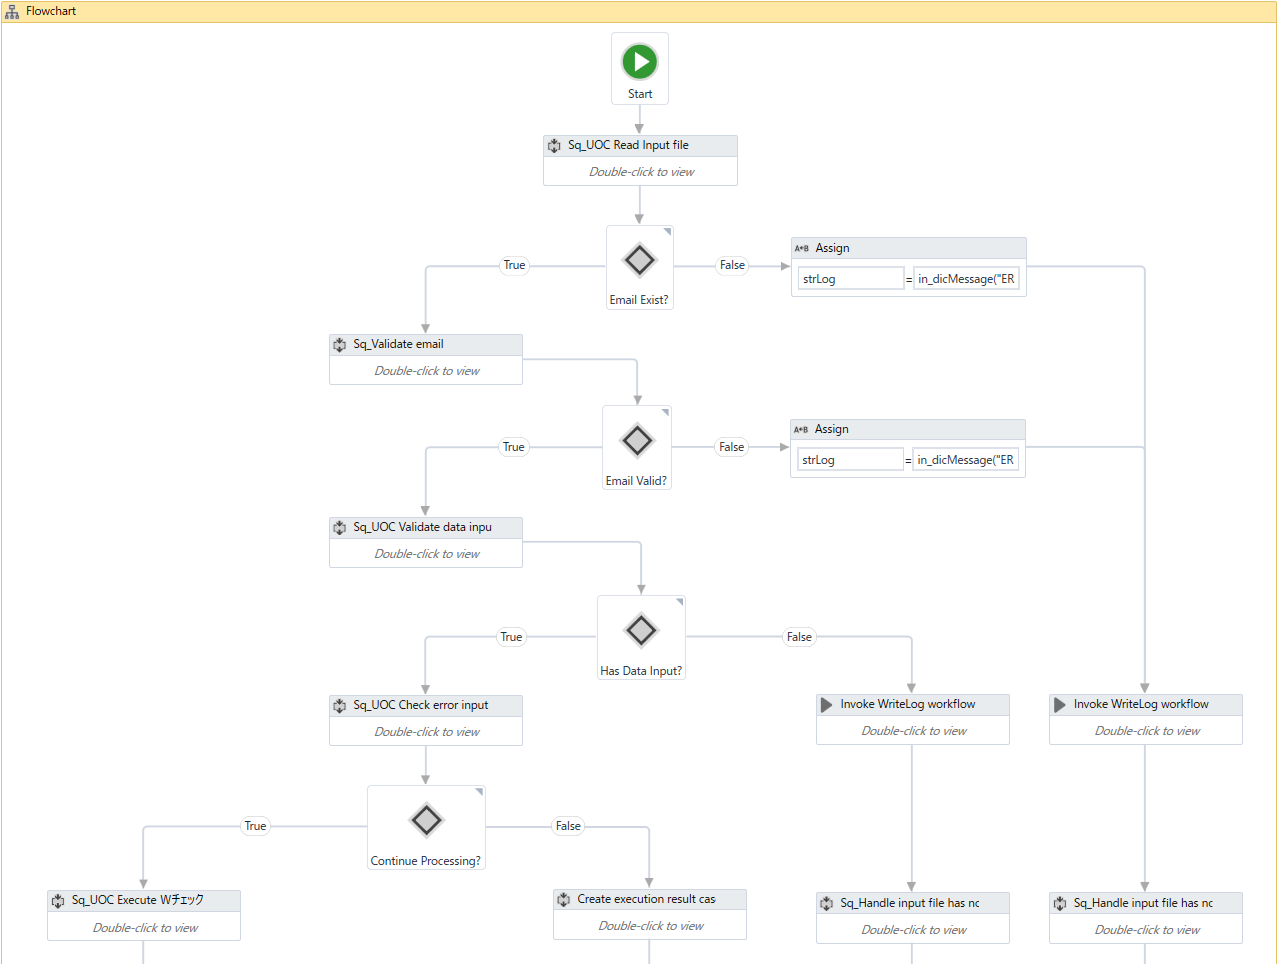 Flowchart
Start
Sq_UOC Read Input file
Double-click to view
Email Exist?
True
False
A+B Assign
strLog = in_dicMessage("ER
Sq_Validate email
Double-click to view
Email Valid?
True
False
A+B Assign
strLog = in_dicMessage("ER
Sq_UOC Validate data inpu
Double-click to view
Has Data Input?
True
False
Sq_UOC Check error input
Double-click to view
Invoke WriteLog workflow
Double-click to view
Invoke WriteLog workflow
Double-click to view
Continue Processing?
True
False
Sq_UOC Execute Wチェック
Double-click to view
Create execution result cas
Double-click to view
Sq_Handle input file has nc
Double-click to view
Sq_Handle input file has nc
Double-click to view